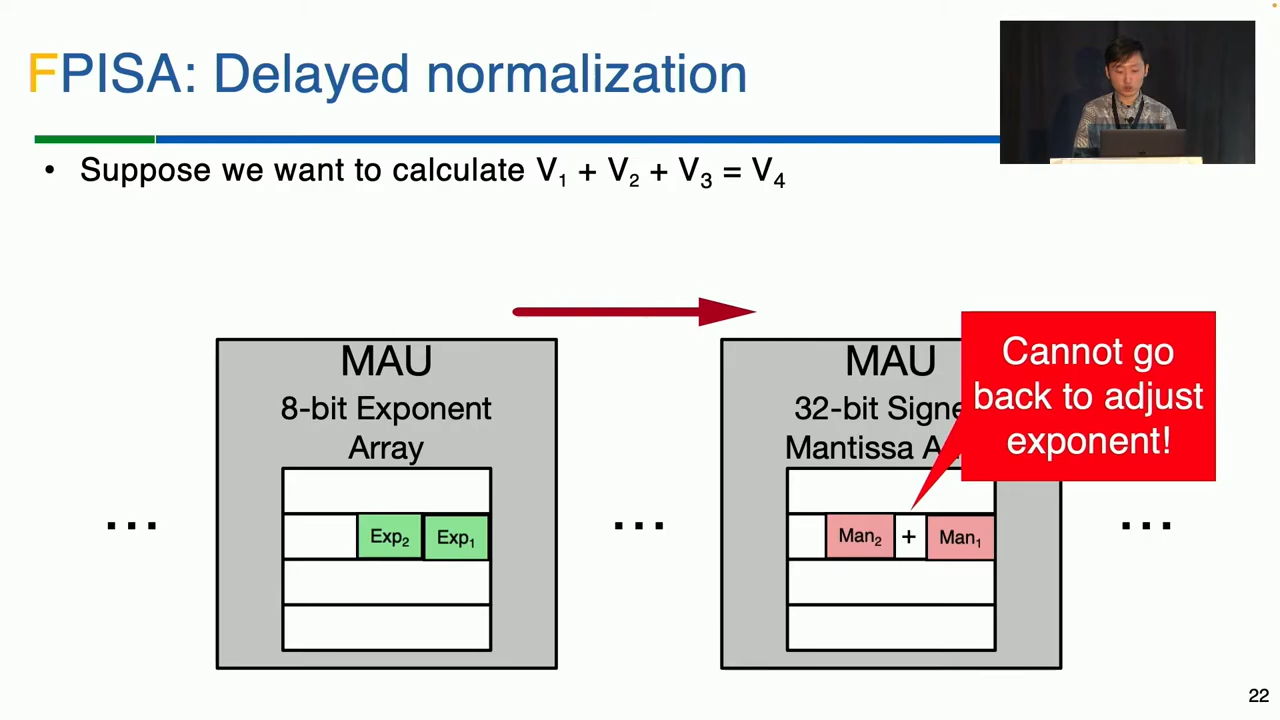 FPISA: Delayed normalization
• Suppose we want to calculate V₁ + V₂ + V₃ = V₄
MAU
8-bit Exponent
Array
Exp₂ Exp₁
...
...
MAU
32-bit Signe
Mantissa A
Man₂ + Man₁
...
Cannot go
back to adjust
exponent!
22